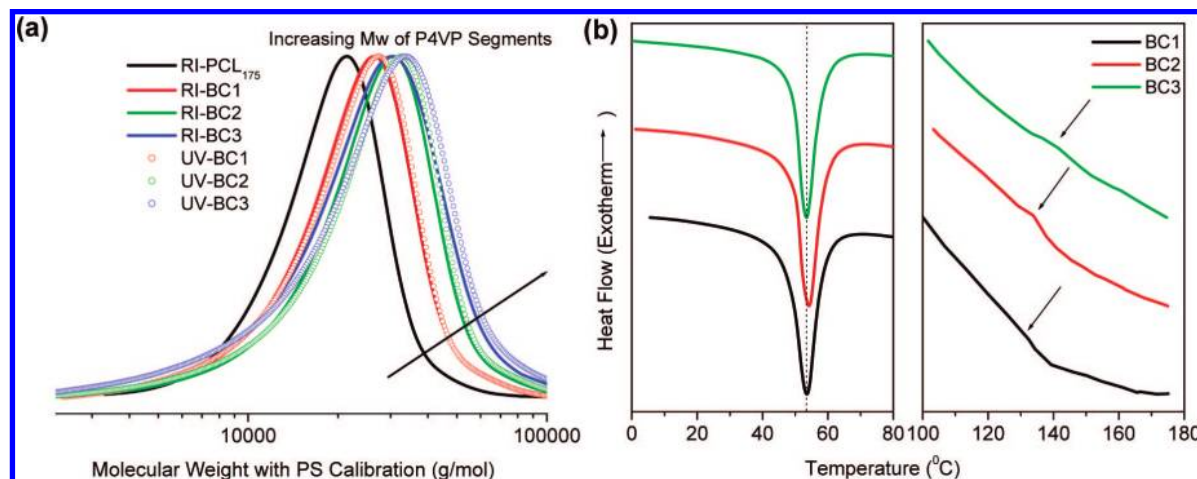 (a)
Increasing Mw of P4VP Segments
RI-PCL₁₇₅
RI-BC1
RI-BC2
RI-BC3
UV-BC1
UV-BC2
UV-BC3
10000 100000
Molecular Weight with PS Calibration (g/mol)
(b)
BC1
BC2
BC3
Heat Flow (Exotherm⟶ )
0 20 40 60 80 100 120 140 160 180
Temperature (⁰C)